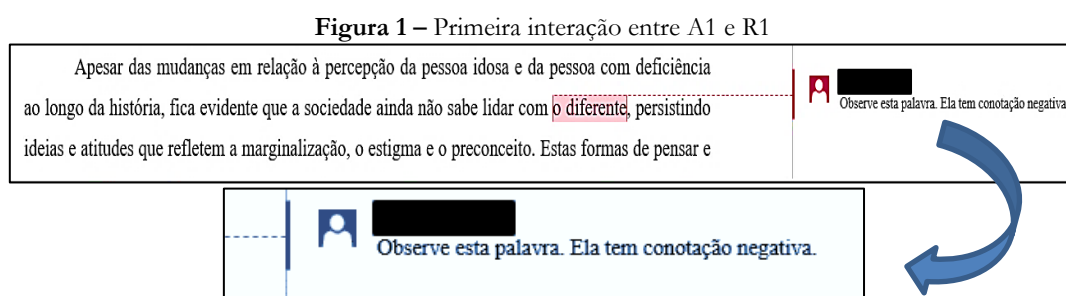 Figura 1 – Primeira interação entre A1 e R1
Apesar das mudanças em relação à percepção da pessoa idosa e da pessoa com deficiência
ao longo da história, fica evidente que a sociedade ainda não sabe lidar com o diferente, persistindo
ideias e atitudes que refletem a marginalização, o estigma e o preconceito. Estas formas de pensar e
Observe esta palavra. Ela tem conotação negativa
Observe esta palavra. Ela tem conotação negativa.